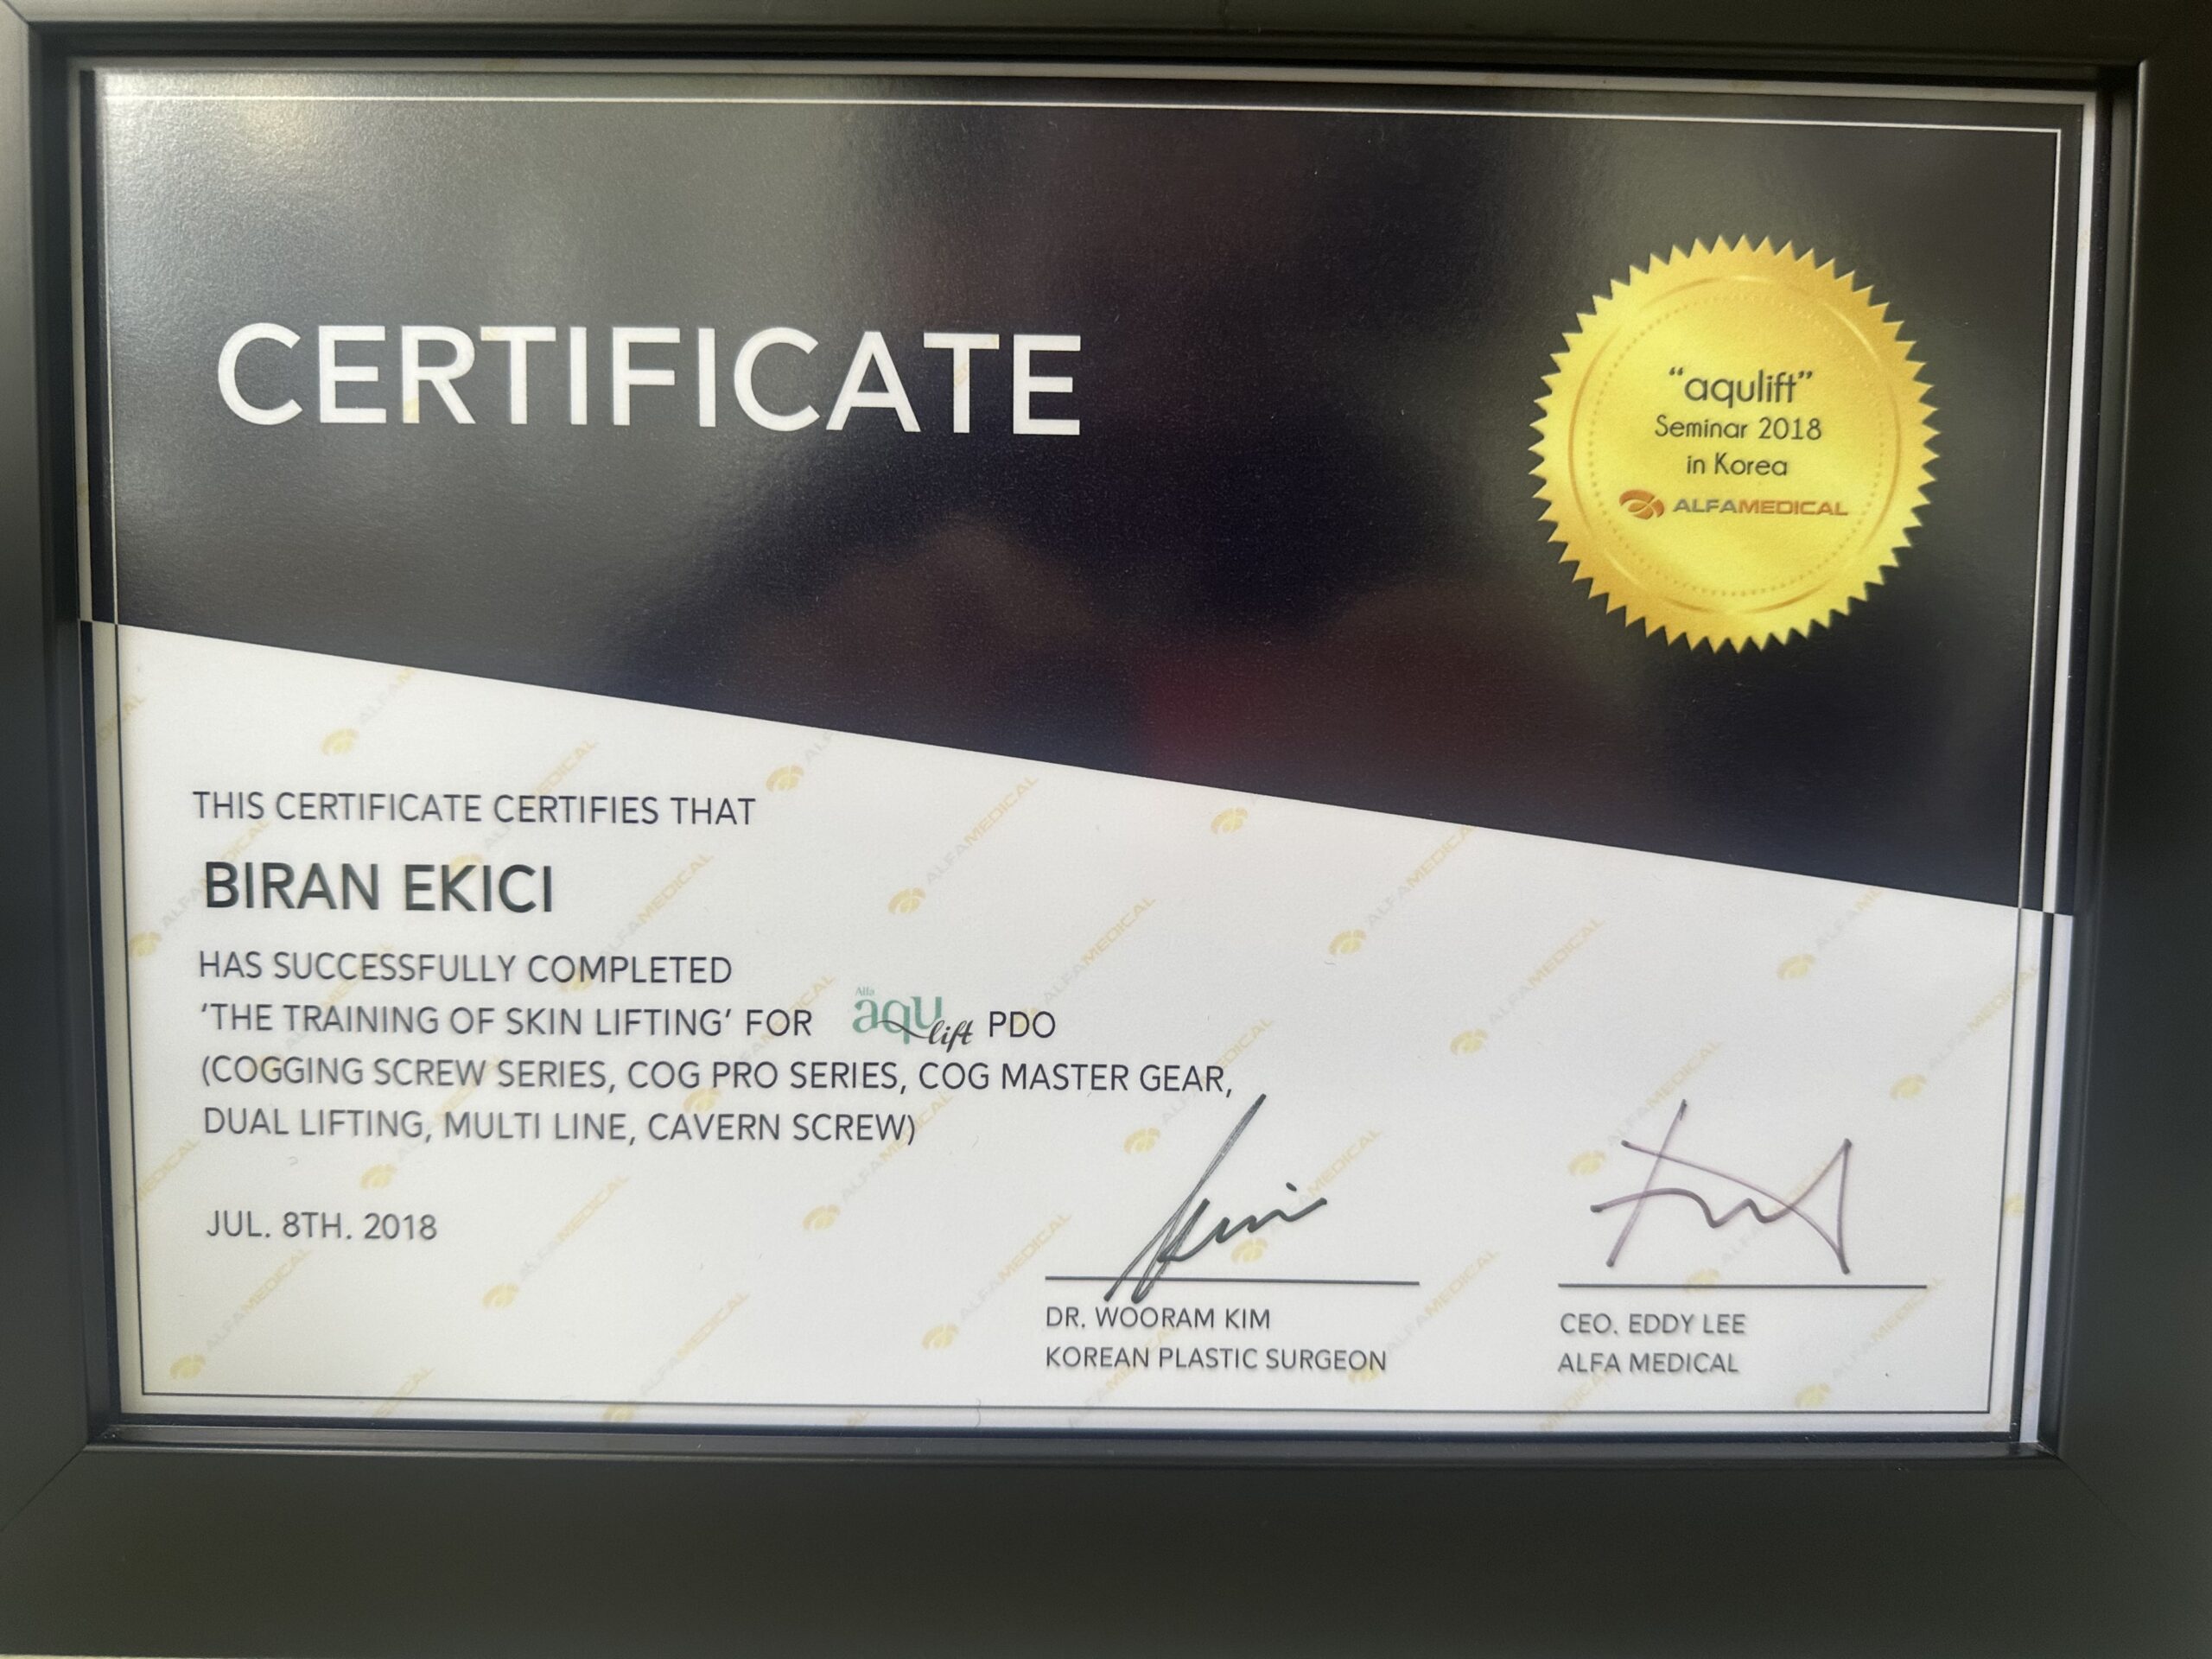 CERTIFICATE
“aqulift”
Seminar 2018
in Korea
ALFAMEDICAL
THIS CERTIFICATE CERTIFIES THAT
BIRAN EKICI
HAS SUCCESSFULLY COMPLETED
‘THE TRAINING OF SKIN LIFTING’ FOR Alfa aqu lift PDO
(COGGING SCREW SERIES, COG PRO SERIES, COG MASTER GEAR,
DUAL LIFTING, MULTI LINE, CAVERN SCREW)
JUL. 8TH. 2018
DR. WOORAM KIM
KOREAN PLASTIC SURGEON
CEO. EDDY LEE
ALFA MEDICAL